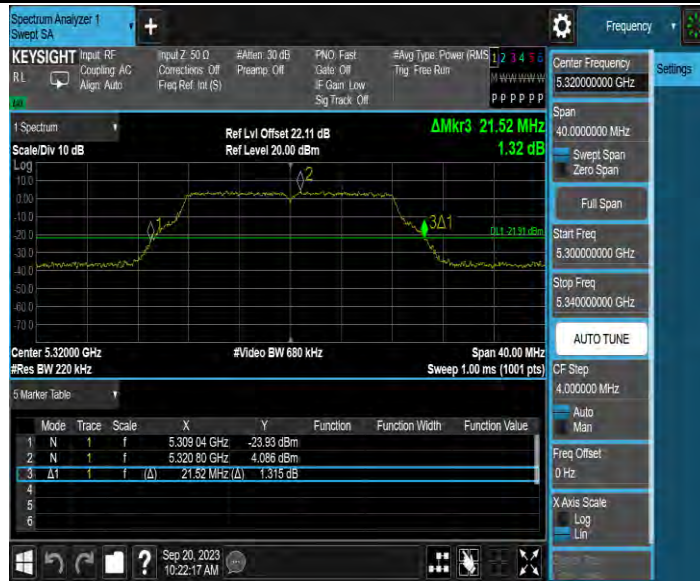 Spectrum Analyzer 1
Swept SA
+
Frequency
KEYSIGHT
Input: RF
Coupling: AC
Align: Auto
Input Z: 50 Ω
Corrections: Off
Freq Ref: Int (S)
#Atten: 30 dB
Preamp: Off
PNO: Fast
Gate: Off
IF Gain: Low
Sig Track: Off
#Avg Type: Power (RMS
Trig: Free Run
1 2 3 4 5 6
M W W W W W
P P P P P P
RL
1 Spectrum
Scale/Div 10 dB
Ref Lvl Offset 22.11 dB
Ref Level 20.00 dBm
ΔMkr3 21.52 MHz
1.32 dB
Log
10.0
0.00
-10.0
-20.0
-30.0
-40.0
-50.0
-60.0
-70.0
1
2
3Δ1
DL1 -21.91 dBm
Center 5.32000 GHz
#Video BW 680 kHz
Span 40.00 MHz
#Res BW 220 kHz
Sweep 1.00 ms (1001 pts)
5 Marker Table
Mode Trace Scale X Y Function Function Width Function Value
1 N 1 f 5.309 04 GHz -23.93 dBm
2 N 1 f 5.320 80 GHz 4.086 dBm
3 Δ1 1 f (Δ) 21.52 MHz (Δ) 1.315 dB
4
5
6
?
Sep 20, 2023
10:22:17 AM
Settings
Center Frequency
5.320000000 GHz
Span
40.0000000 MHz
Swept Span
Zero Span
Full Span
Start Freq
5.300000000 GHz
Stop Freq
5.340000000 GHz
AUTO TUNE
CF Step
4.000000 MHz
Auto
Man
Freq Offset
0 Hz
X Axis Scale
Log
Lin